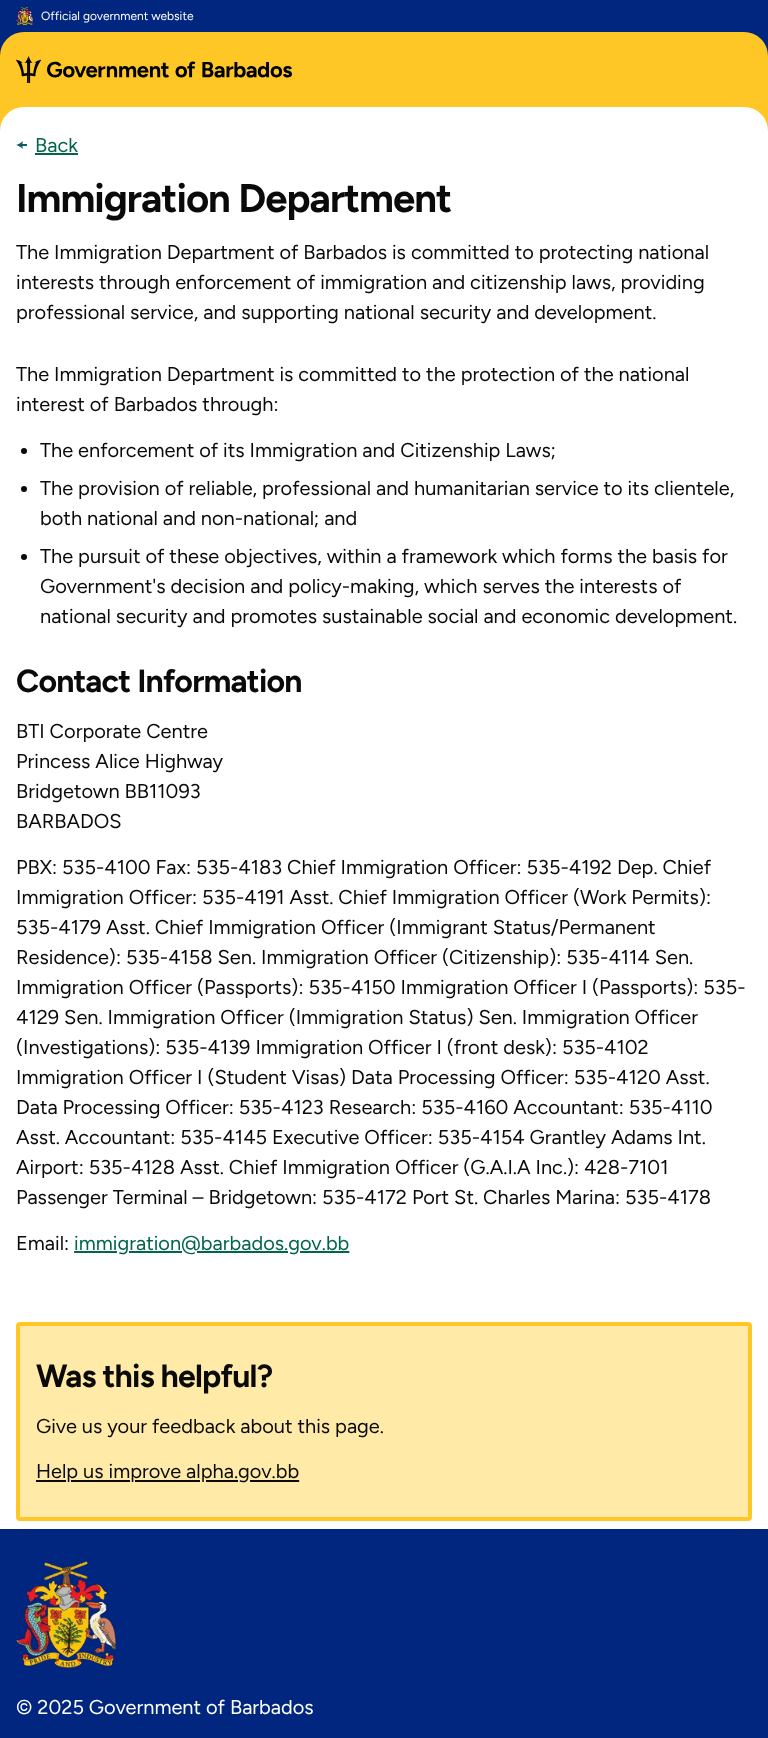 Official government website
Government of Barbados
Back
Immigration Department
The Immigration Department of Barbados is committed to protecting national
interests through enforcement of immigration and citizenship laws, providing
professional service, and supporting national security and development.
The Immigration Department is committed to the protection of the national
interest of Barbados through:
• The enforcement of its Immigration and Citizenship Laws;
• The provision of reliable, professional and humanitarian service to its clientele,
both national and non-national; and
• The pursuit of these objectives, within a framework which forms the basis for
Government's decision and policy-making, which serves the interests of
national security and promotes sustainable social and economic development.
Contact Information
BTI Corporate Centre
Princess Alice Highway
Bridgetown BB11093
BARBADOS
PBX: 535-4100 Fax: 535-4183 Chief Immigration Officer: 535-4192 Dep. Chief
Immigration Officer: 535-4191 Asst. Chief Immigration Officer (Work Permits):
535-4179 Asst. Chief Immigration Officer (Immigrant Status/Permanent
Residence): 535-4158 Sen. Immigration Officer (Citizenship): 535-4114 Sen.
Immigration Officer (Passports): 535-4150 Immigration Officer I (Passports): 535-
4129 Sen. Immigration Officer (Immigration Status) Sen. Immigration Officer
(Investigations): 535-4139 Immigration Officer I (front desk): 535-4102
Immigration Officer I (Student Visas) Data Processing Officer: 535-4120 Asst.
Data Processing Officer: 535-4123 Research: 535-4160 Accountant: 535-4110
Asst. Accountant: 535-4145 Executive Officer: 535-4154 Grantley Adams Int.
Airport: 535-4128 Asst. Chief Immigration Officer (G.A.I.A Inc.): 428-7101
Passenger Terminal – Bridgetown: 535-4172 Port St. Charles Marina: 535-4178
Email: immigration@barbados.gov.bb
Was this helpful?
Give us your feedback about this page.
Help us improve alpha.gov.bb
PRIDE AND INDUSTRY
© 2025 Government of Barbados